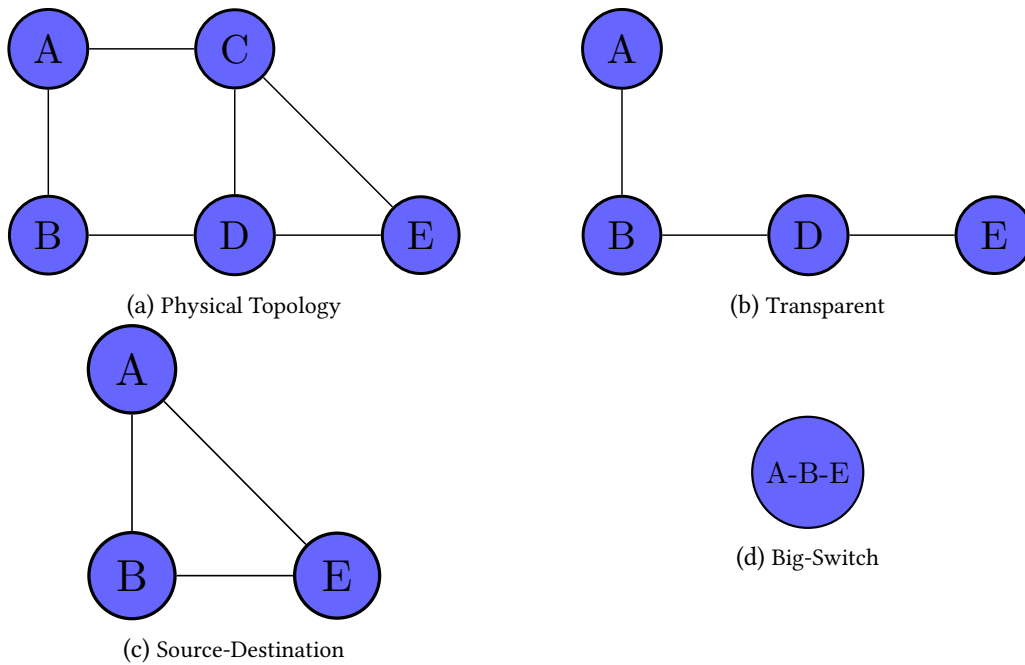 A
C
B
D
E
(a) Physical Topology
A
B
D
E
(b) Transparent
A
B
E
(c) Source-Destination
A-B-E
(d) Big-Switch